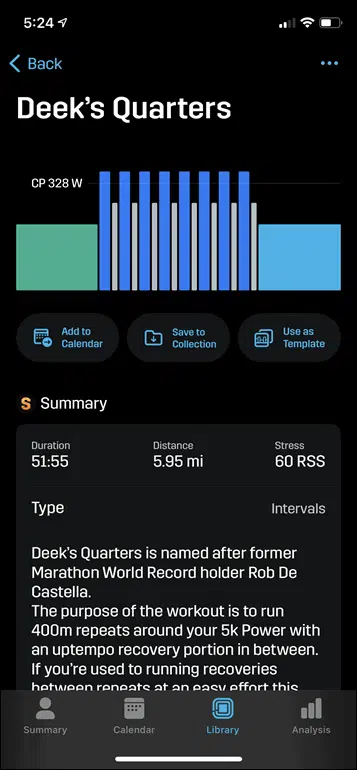 5:24
Back
Deek's Quarters
CP 328 W
Add to
Calendar
Save to
Collection
Use as
Template
S Summary
Duration Distance Stress
51:55 5.95 mi 60 RSS
Type Intervals
Deek's Quarters is named after former
Marathon World Record holder Rob De
Castella.
The purpose of the workout is to run
400m repeats around your 5k Power with
an uptempo recovery portion in between.
If you're used to running recoveries
between repeats at an easy effort this
Summary Calendar Library Analysis